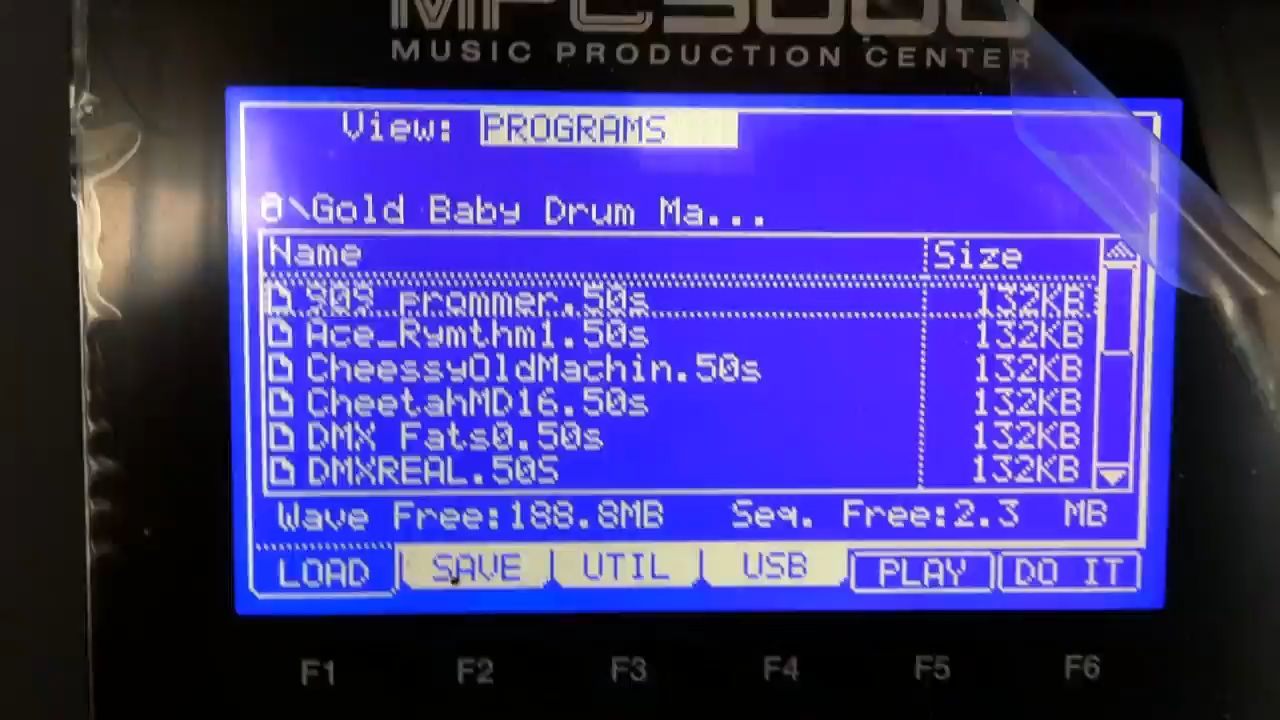 MPC5000
MUSIC PRODUCTION CENTER
View: PROGRAMS
\Gold Baby Drum Ma...
Name Size
909_prommer.50s 132KB
Ace_Rymthm1.50s 132KB
CheessyOldMachin.50s 132KB
CheetahMD16.50s 132KB
DMX Fats0.50s 132KB
DMXREAL.50S 132KB
Wave Free:188.8MB Seq. Free:2.3 MB
LOAD SAVE UTIL USB PLAY DO IT
F1 F2 F3 F4 F5 F6